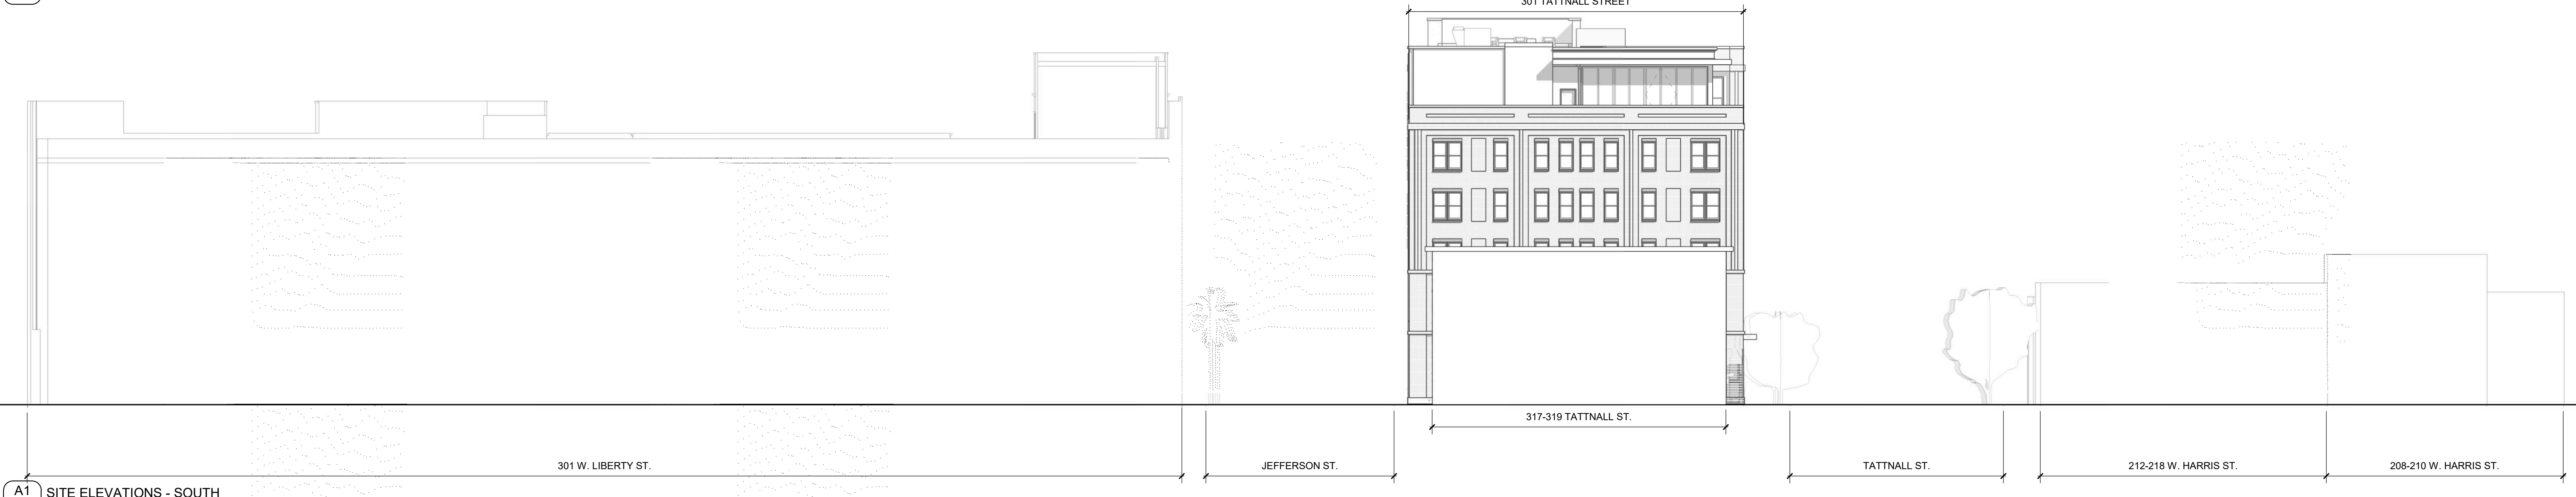 301 TATTNALL STREET
317-319 TATTNALL ST.
301 W. LIBERTY ST.
JEFFERSON ST.
TATTNALL ST.
212-218 W. HARRIS ST.
208-210 W. HARRIS ST.
A1 SITE ELEVATIONS - SOUTH